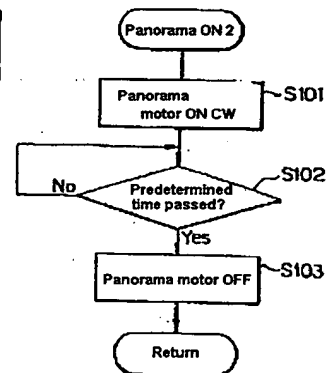 Panorama ON 2
Panorama
motor ON CW
S101
No
Predetermined
time passed?
S102
Yes
Panorama motor OFF
S103
Return